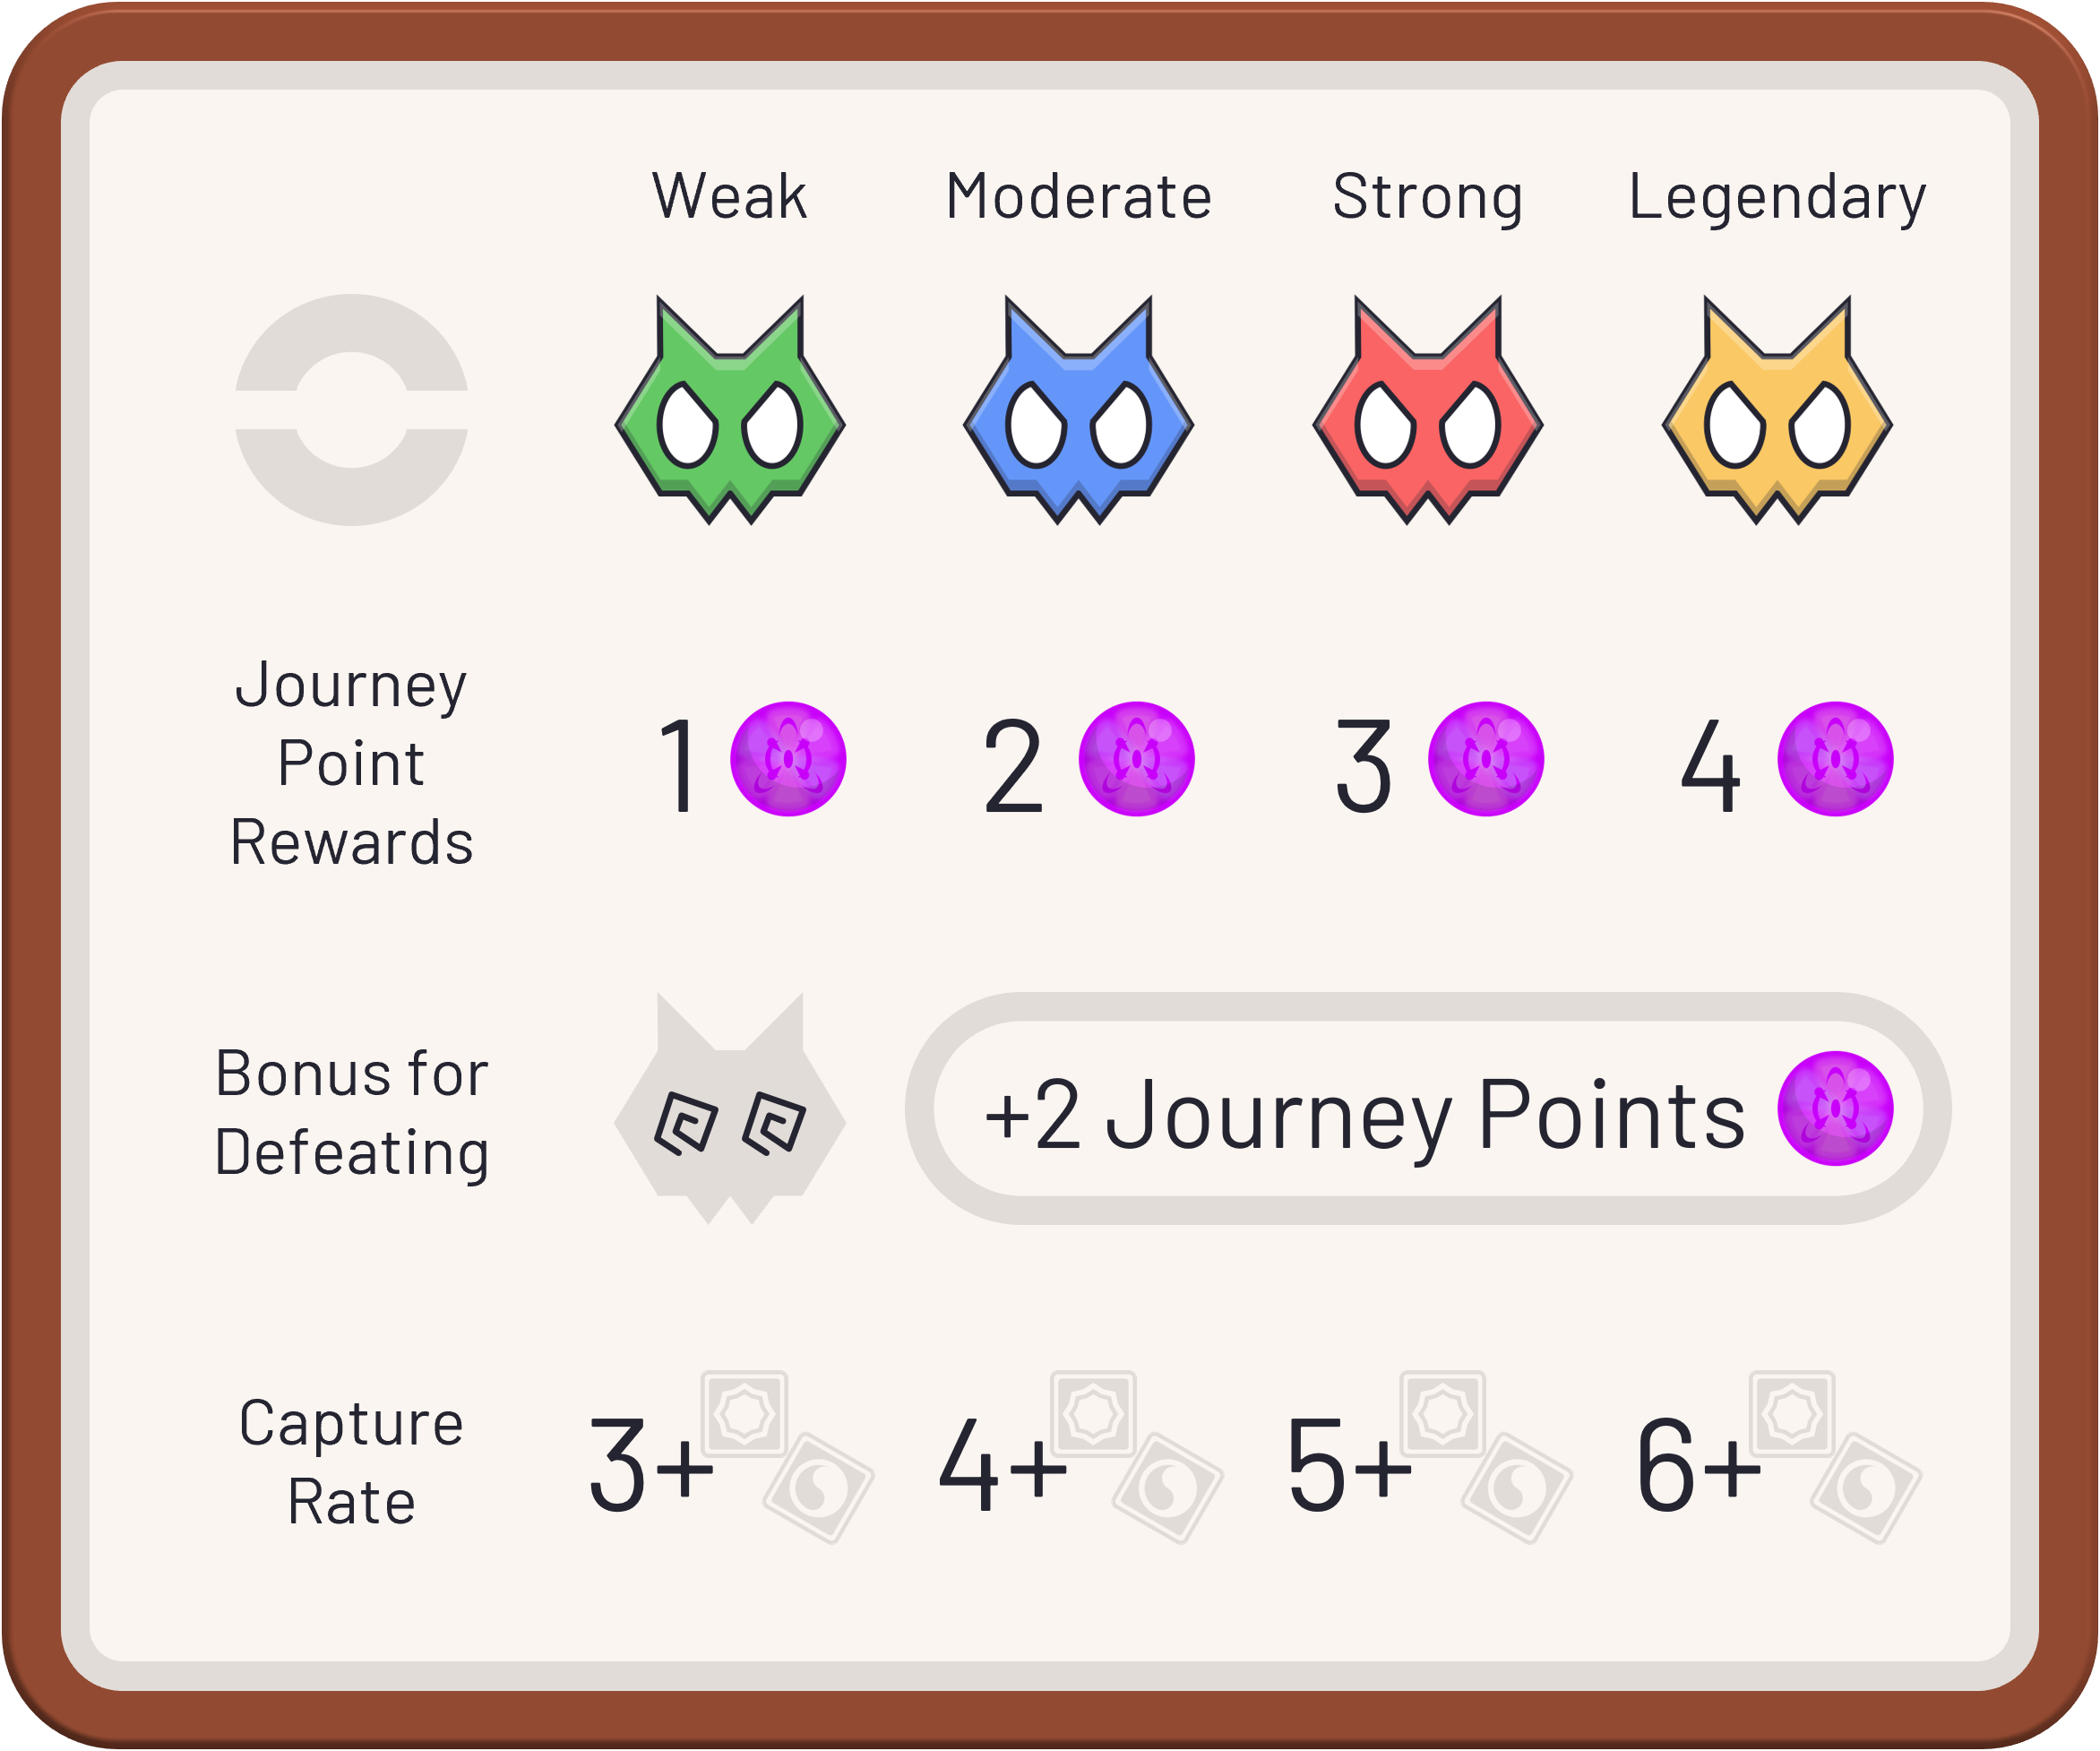 Weak Moderate Strong Legendary
Journey
Point
Rewards
1 2 3 4
Bonus for
Defeating
+2 Journey Points
Capture
Rate
3+ 4+ 5+ 6+